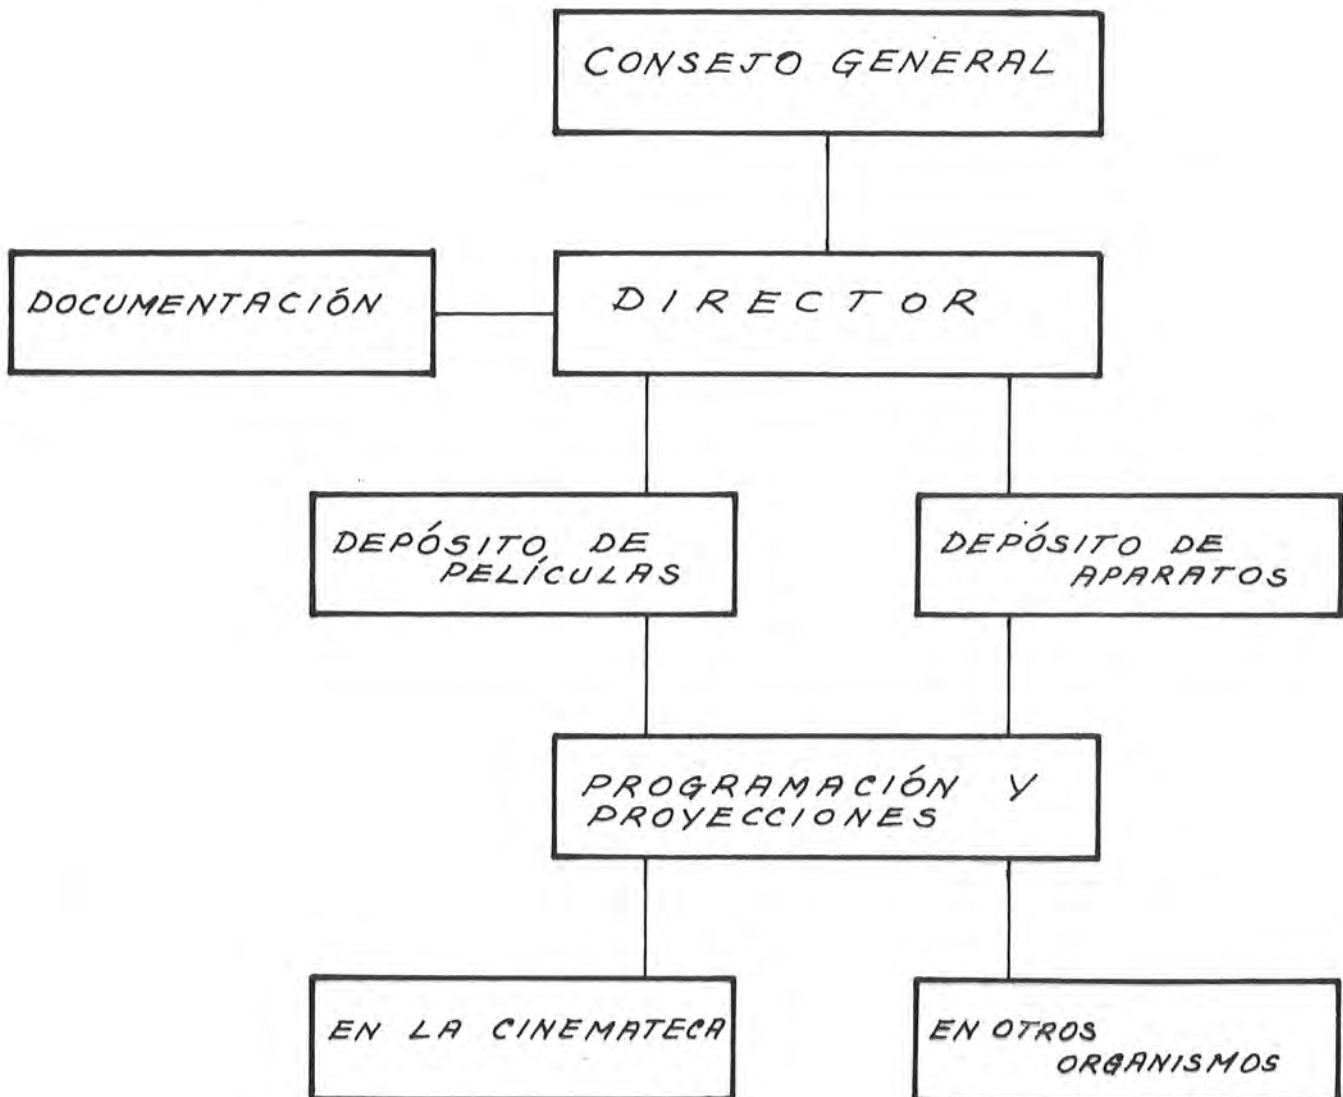 CONSEJO GENERAL
DOCUMENTACIÓN
DIRECTOR
DEPÓSITO DE
PELÍCULAS
DEPÓSITO DE
APARATOS
PROGRAMACIÓN Y
PROYECCIONES
EN LA CINEMATECA
EN OTROS
ORGANISMOS